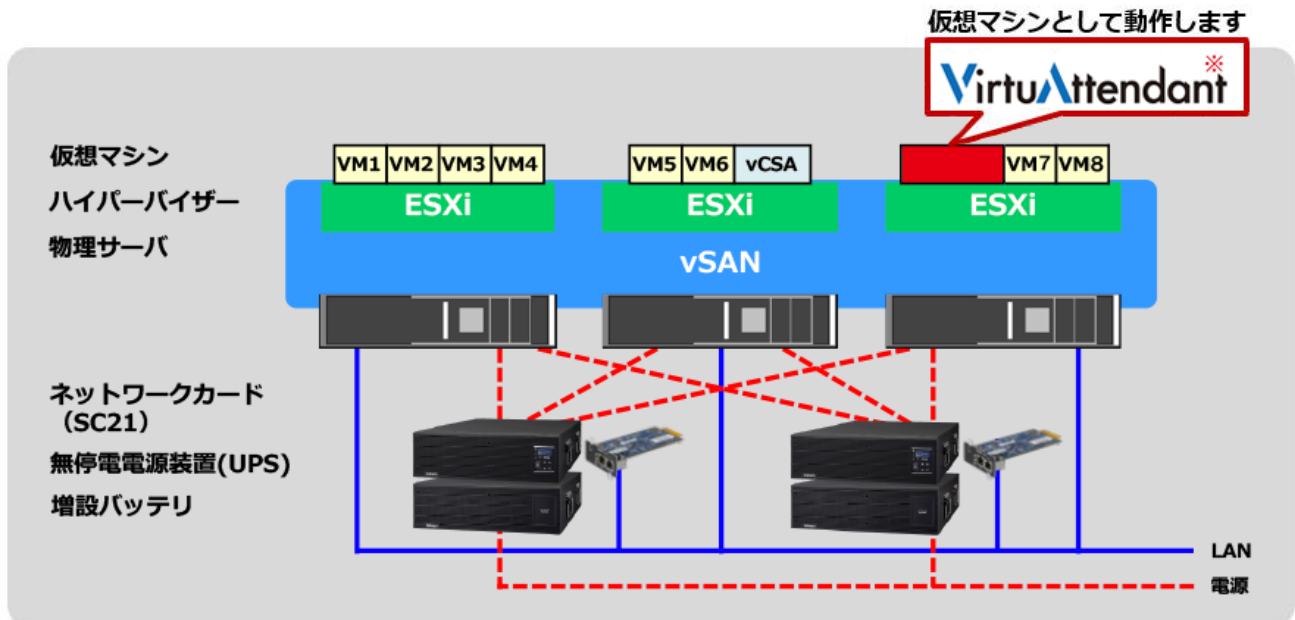 仮想マシンとして動作します
VirtuAttendant※
仮想マシン
VM1 VM2 VM3 VM4
VM5 VM6 vCSA
VM7 VM8
ハイパーバイザー
ESXi
ESXi
ESXi
物理サーバ
vSAN
ネットワークカード
（SC21）
無停電電源装置(UPS)
増設バッテリ
LAN
電源